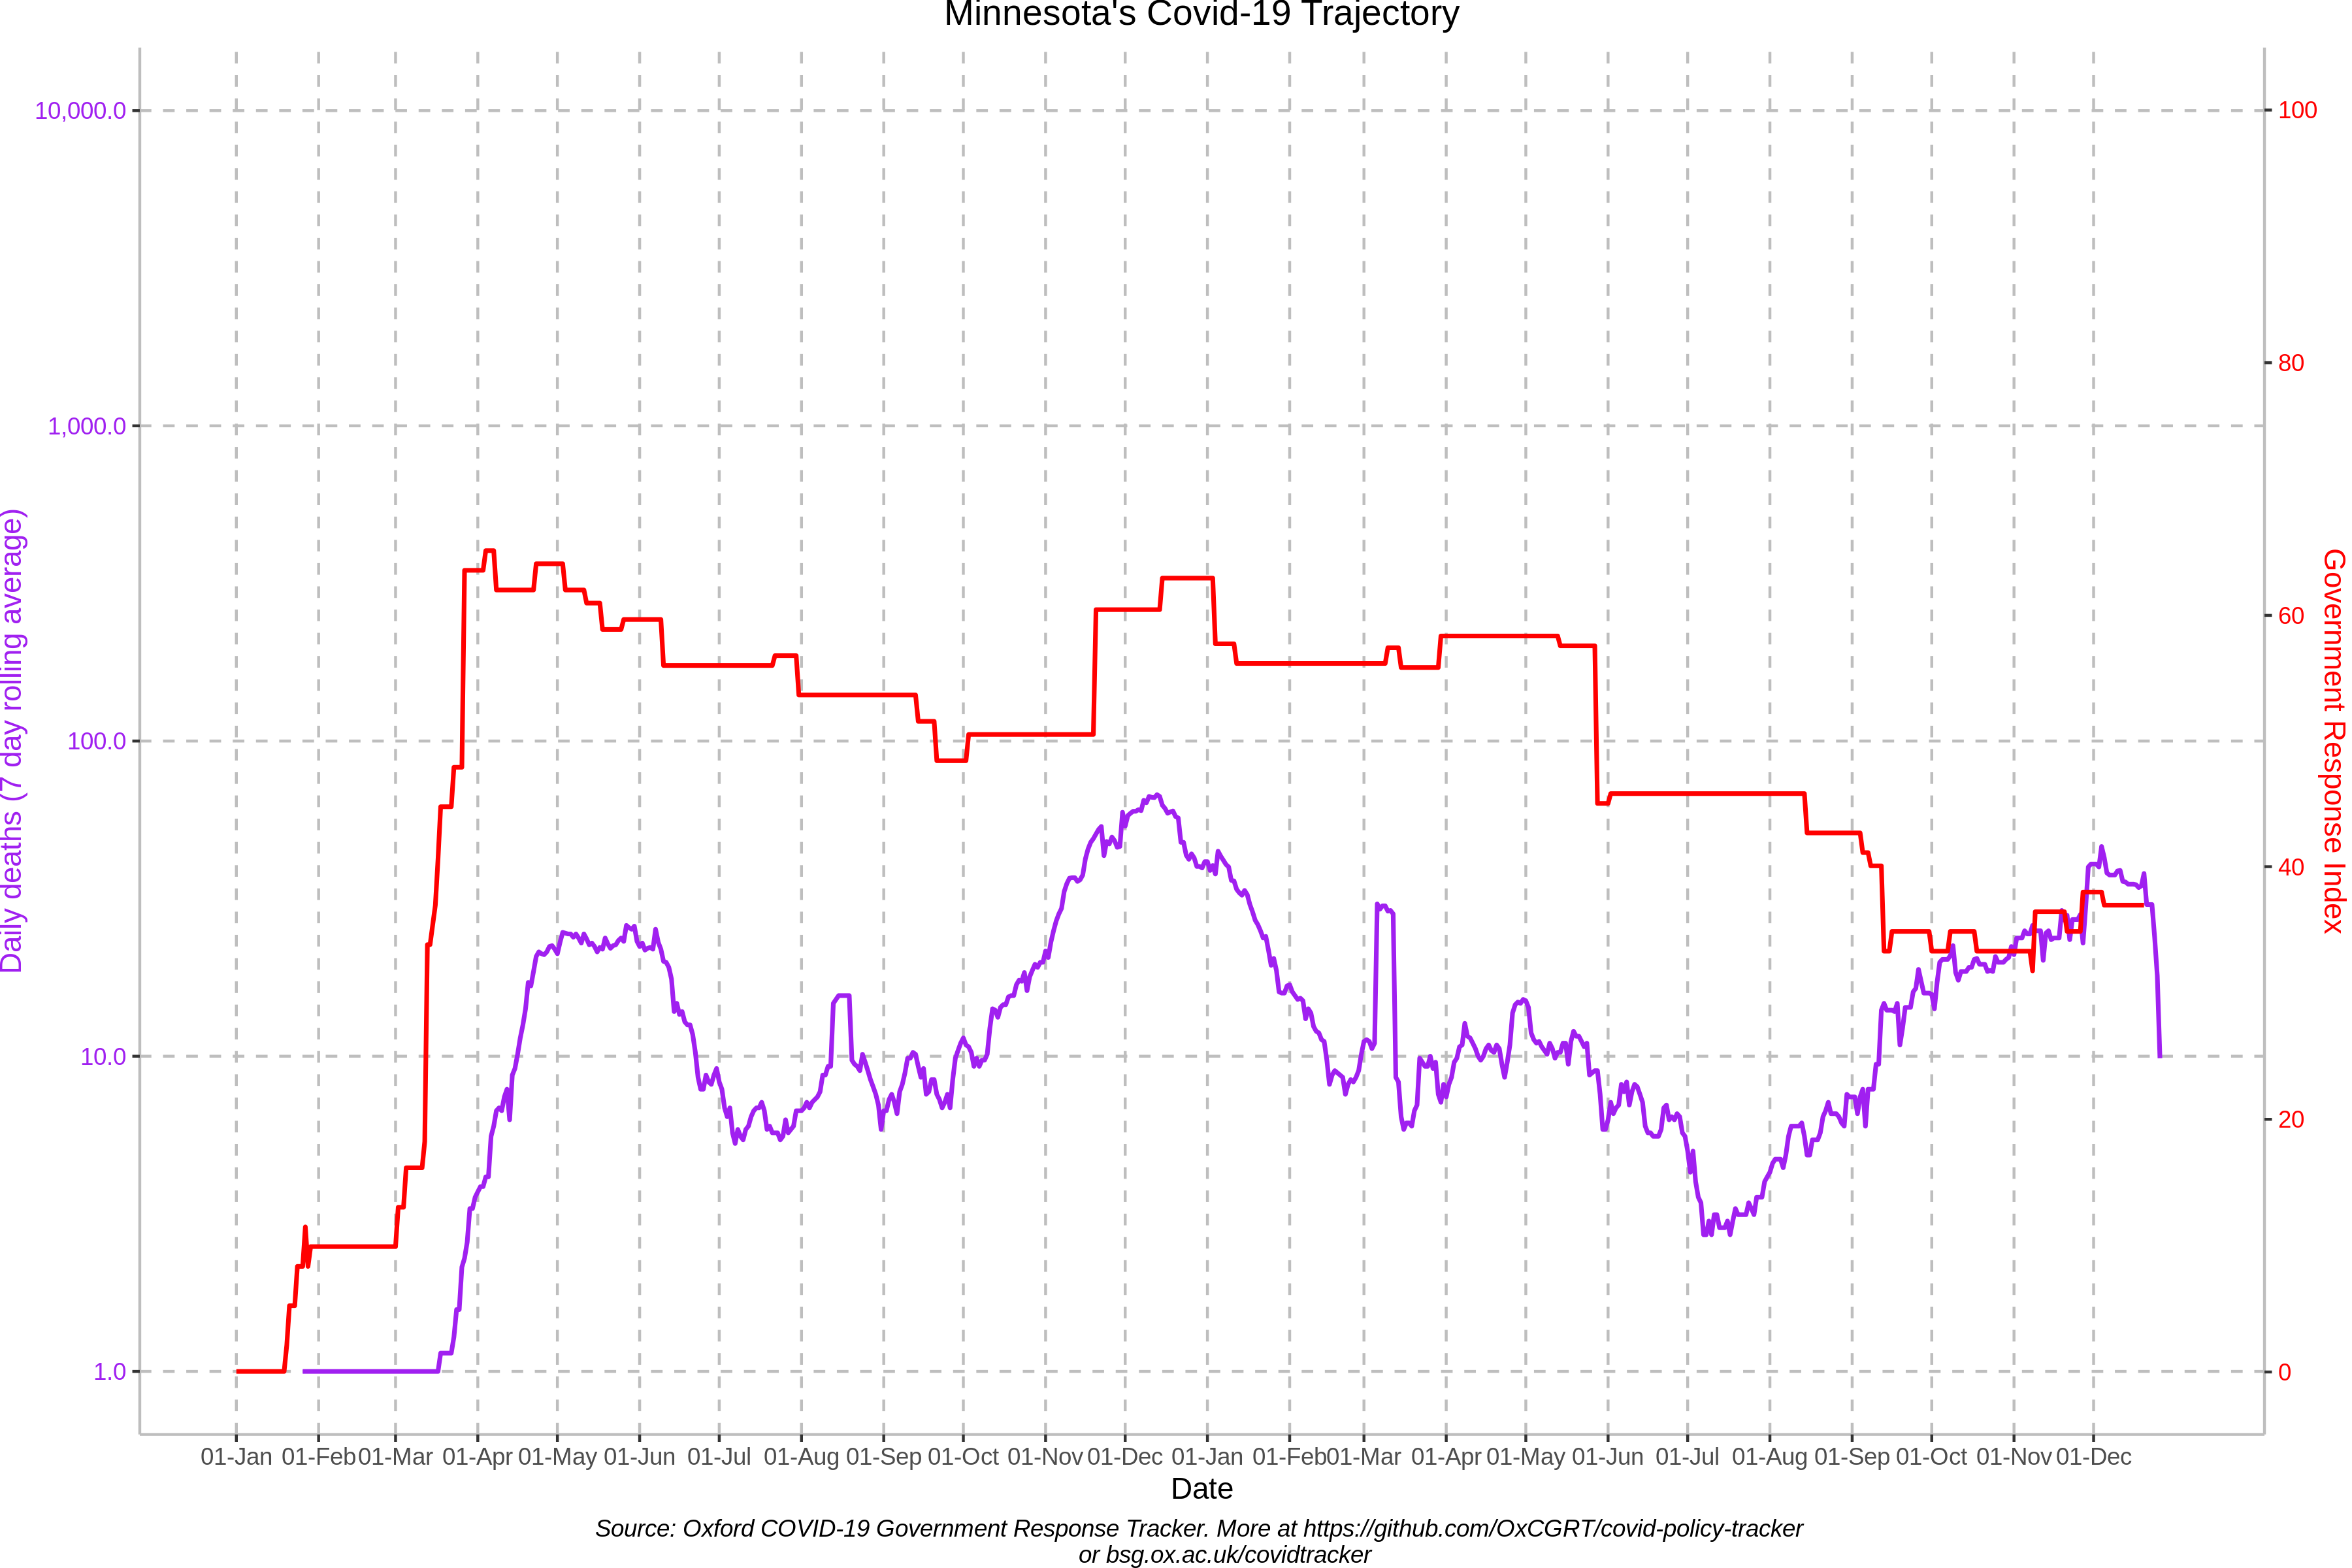 Minnesota's Covid-19 Trajectory
Daily deaths (7 day rolling average)
10,000.0
1,000.0
100.0
10.0
1.0
100
80
60
40
20
0
Government Response Index
01-Jan 01-Feb 01-Mar 01-Apr 01-May 01-Jun 01-Jul 01-Aug 01-Sep 01-Oct 01-Nov 01-Dec 01-Jan 01-Feb 01-Mar 01-Apr 01-May 01-Jun 01-Jul 01-Aug 01-Sep 01-Oct 01-Nov 01-Dec
Date
Source: Oxford COVID-19 Government Response Tracker. More at https://github.com/OxCGRT/covid-policy-tracker
or bsg.ox.ac.uk/covidtracker